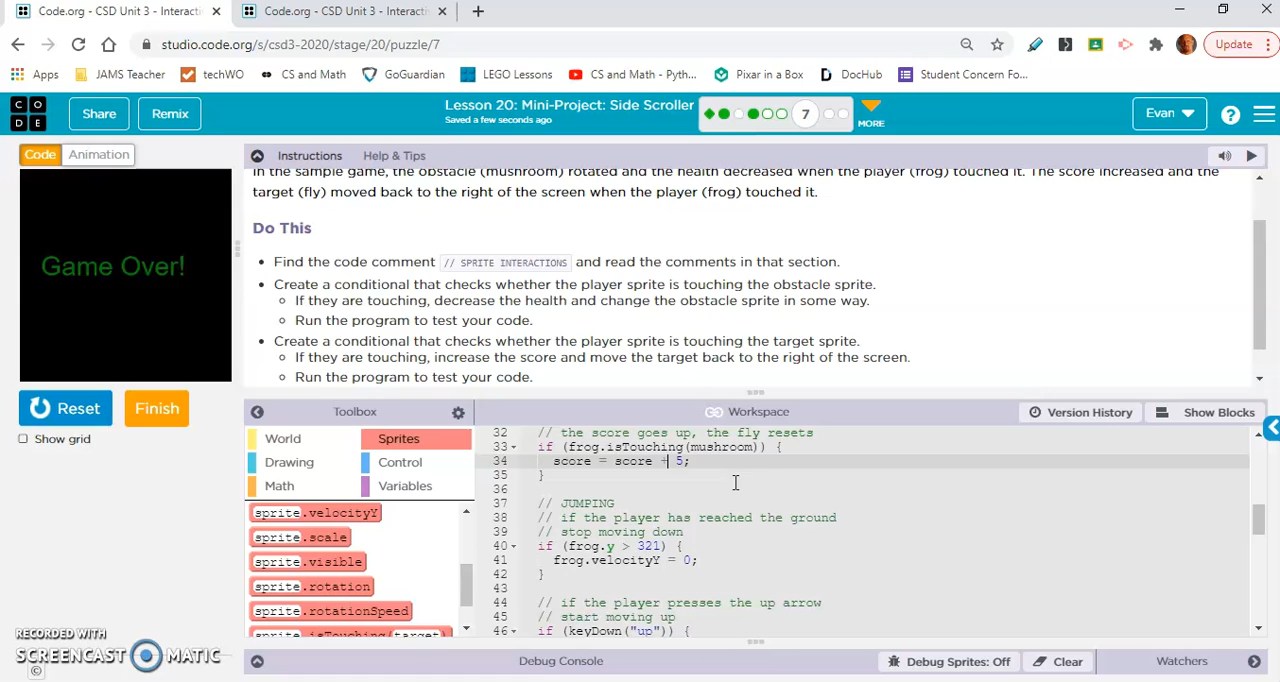 Code.org - CSD Unit 3 - Interacti
Code.org - CSD Unit 3 - Interacti
studio.code.org/s/csd3-2020/stage/20/puzzle/7
Update
Apps
JAMS Teacher
techWO
CS and Math
GoGuardian
LEGO Lessons
CS and Math - Pyth...
Pixar in a Box
DocHub
Student Concern Fo...
C O
D E
Share
Remix
Lesson 20: Mini-Project: Side Scroller
Saved a few seconds ago
7
MORE
Evan
?
Code
Animation
Instructions
Help & Tips
In the sample game, the obstacle (mushroom) rotated and the health decreased when the player (frog) touched it. The score increased and the
target (fly) moved back to the right of the screen when the player (frog) touched it.
Do This
Find the code comment // SPRITE INTERACTIONS and read the comments in that section.
Create a conditional that checks whether the player sprite is touching the obstacle sprite.
If they are touching, decrease the health and change the obstacle sprite in some way.
Run the program to test your code.
Create a conditional that checks whether the player sprite is touching the target sprite.
If they are touching, increase the score and move the target back to the right of the screen.
Run the program to test your code.
Game Over!
Reset
Finish
Show grid
Toolbox
Workspace
Version History
Show Blocks
World
Sprites
Drawing
Control
Math
Variables
sprite.velocityY
sprite.scale
sprite.visible
sprite.rotation
sprite.rotationSpeed
sprite.isTouching(target)
32 // the score goes up, the fly resets
33 if (frog.isTouching(mushroom)) {
34 score = score + 5;
35 }
36
37 // JUMPING
38 // if the player has reached the ground
39 // stop moving down
40 if (frog.y > 321) {
41 frog.velocityY = 0;
42 }
43
44 // if the player presses the up arrow
45 // start moving up
46 if (keyDown("up")) {
Debug Console
Debug Sprites: Off
Clear
Watchers
RECORDED WITH
SCREENCAST MATIC
©